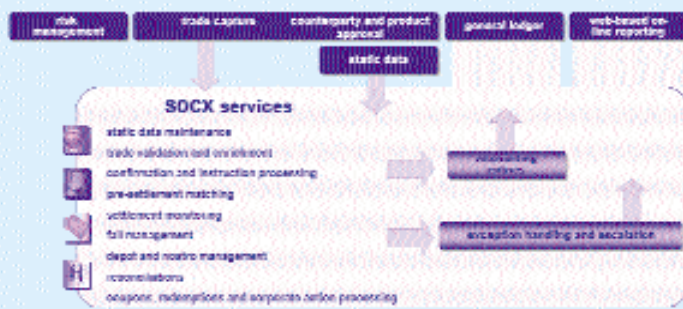 risk management
trade capture
counterparty and product approval
general ledger
web-based on-line reporting
static data
SOCX services
static data maintenance
trade validation and enrichment
confirmation and instruction processing
pre-settlement matching
settlement monitoring
fail management
depot and nostro management
reconciliations
coupons, redemptions and corporate action processing
accounting entries
exception handling and escalation